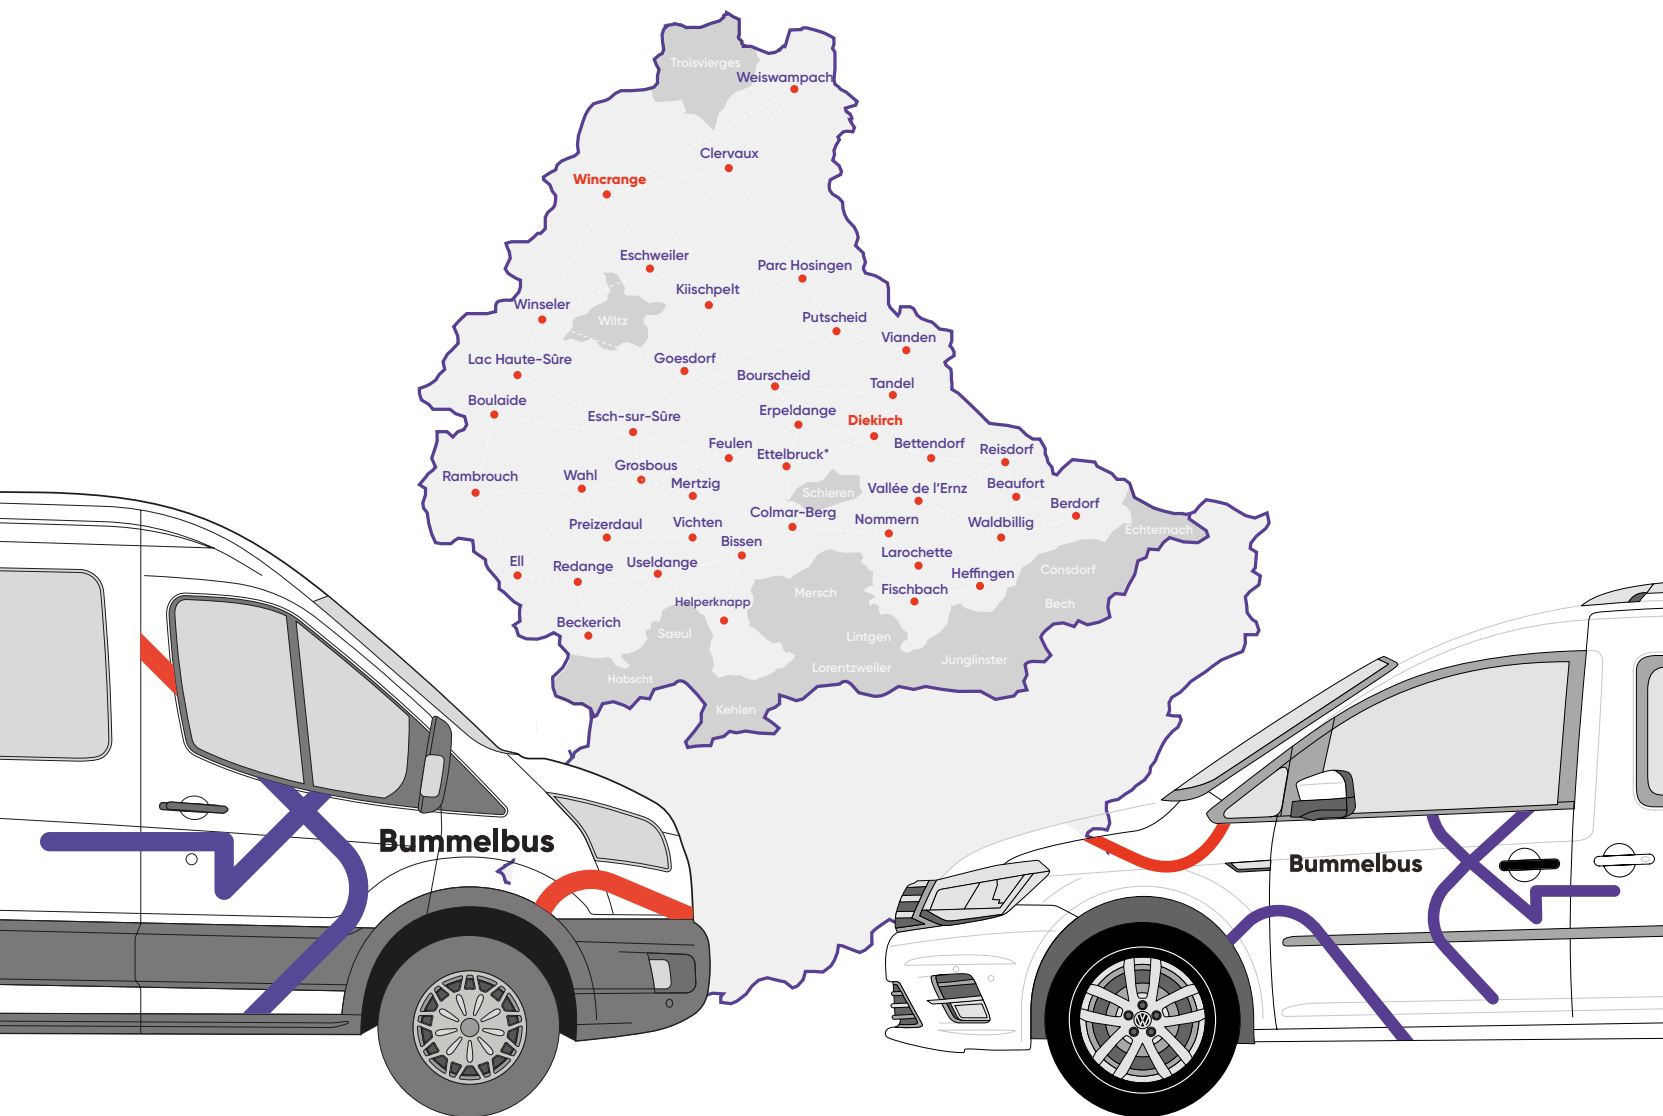 Troisvierges
Weiswampach
Clervaux
Wincrange
Eschweiler
Parc Hosingen
Kiischpelt
Winseler
Wiltz
Putscheid
Vianden
Lac Haute-Sûre
Goesdorf
Bourscheid
Tandel
Boulaide
Esch-sur-Sûre
Erpeldange
Diekirch
Feulen
Ettelbruck*
Bettendorf
Reisdorf
Rambrouch
Wahl
Grosbous
Mertzig
Schieren
Vallée de l’Ernz
Beaufort
Berdorf
Preizerdaul
Vichten
Colmar-Berg
Nommern
Waldbillig
Echternach
Bissen
Ell
Redange
Useldange
Larochette
Heffingen
Consdorf
Helperknapp
Mersch
Fischbach
Bech
Beckerich
Saeul
Lintgen
Habscht
Lorentzweiler
Junglinster
Kehlen
Bummelbus
Bummelbus